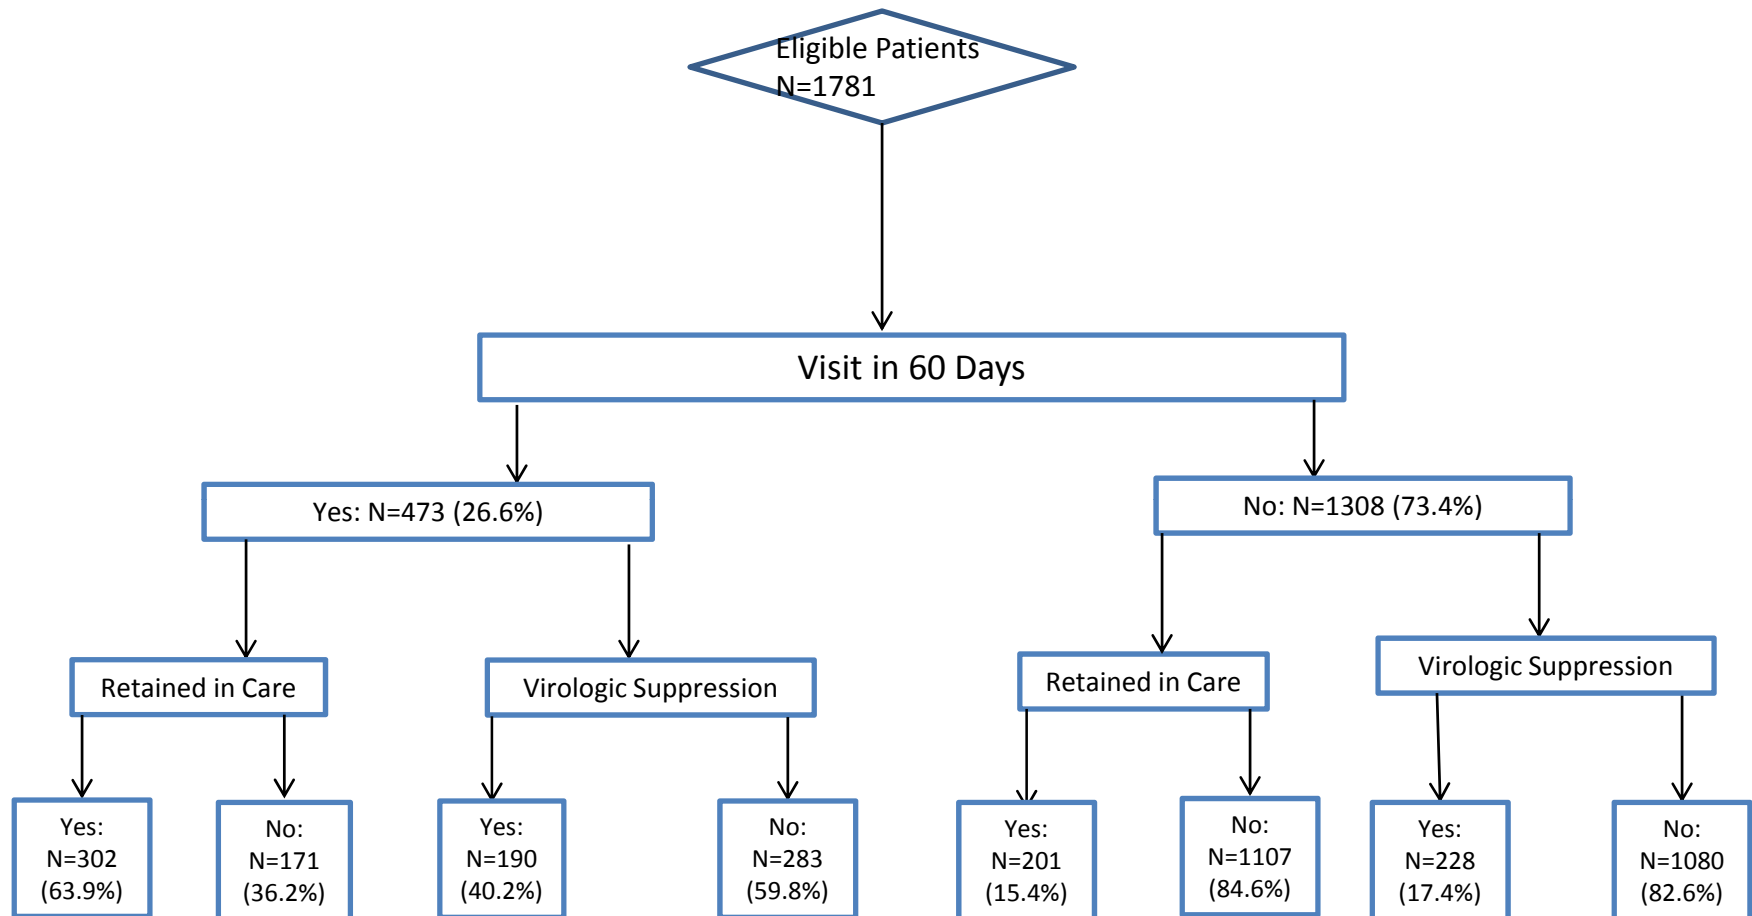 Eligible Patients
N=1781
Visit in 60 Days
Yes: N=473 (26.6%)
No: N=1308 (73.4%)
Retained in Care
Virologic Suppression
Retained in Care
Virologic Suppression
Yes:
N=302
(63.9%)
No:
N=171
(36.2%)
Yes:
N=190
(40.2%)
No:
N=283
(59.8%)
Yes:
N=201
(15.4%)
No:
N=1107
(84.6%)
Yes:
N=228
(17.4%)
No:
N=1080
(82.6%)